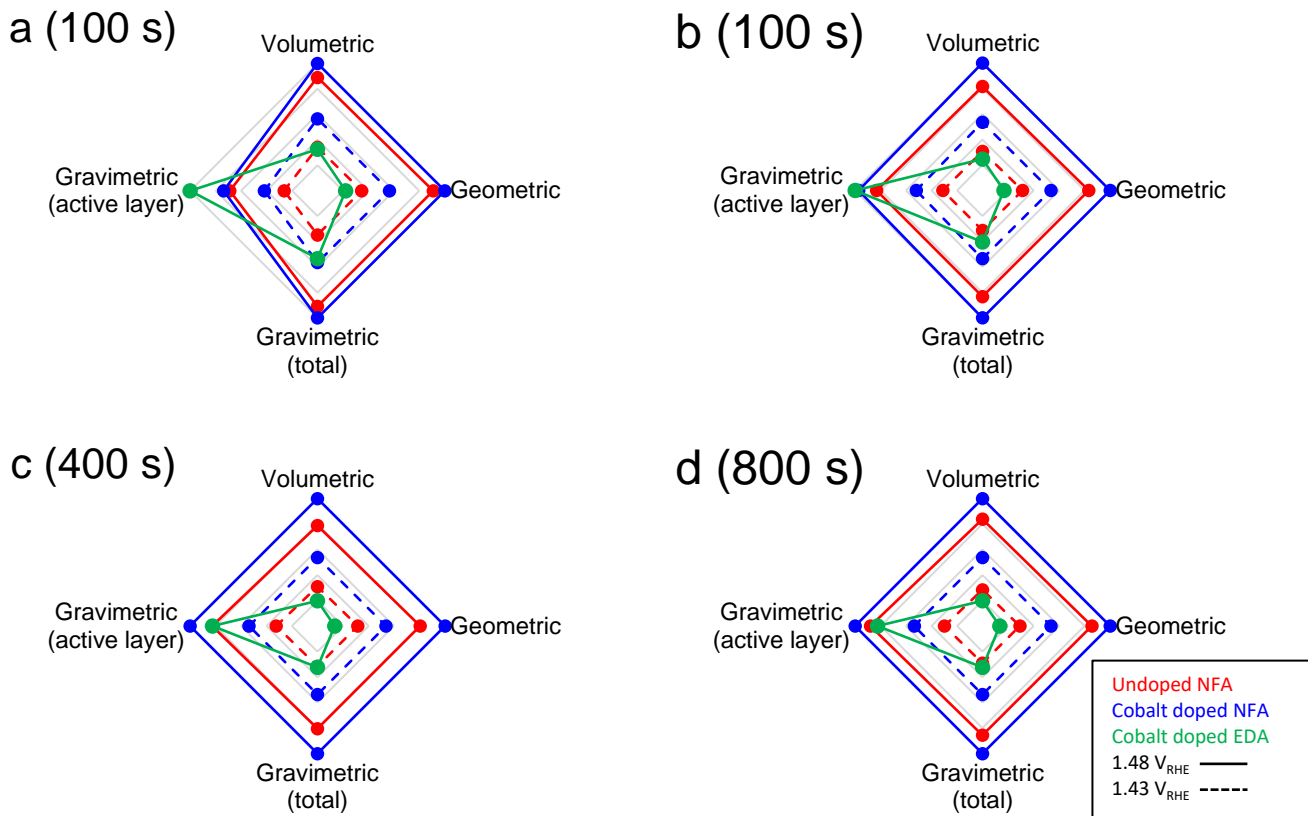 a (100 s)
Volumetric
Gravimetric
(active layer)
Geometric
Gravimetric
(total)
b (100 s)
Volumetric
Gravimetric
(active layer)
Geometric
Gravimetric
(total)
c (400 s)
Volumetric
Gravimetric
(active layer)
Geometric
Gravimetric
(total)
d (800 s)
Volumetric
Gravimetric
(active layer)
Geometric
Gravimetric
(total)
Undoped NFA
Cobalt doped NFA
Cobalt doped EDA
1.48 V_RHE
1.43 V_RHE